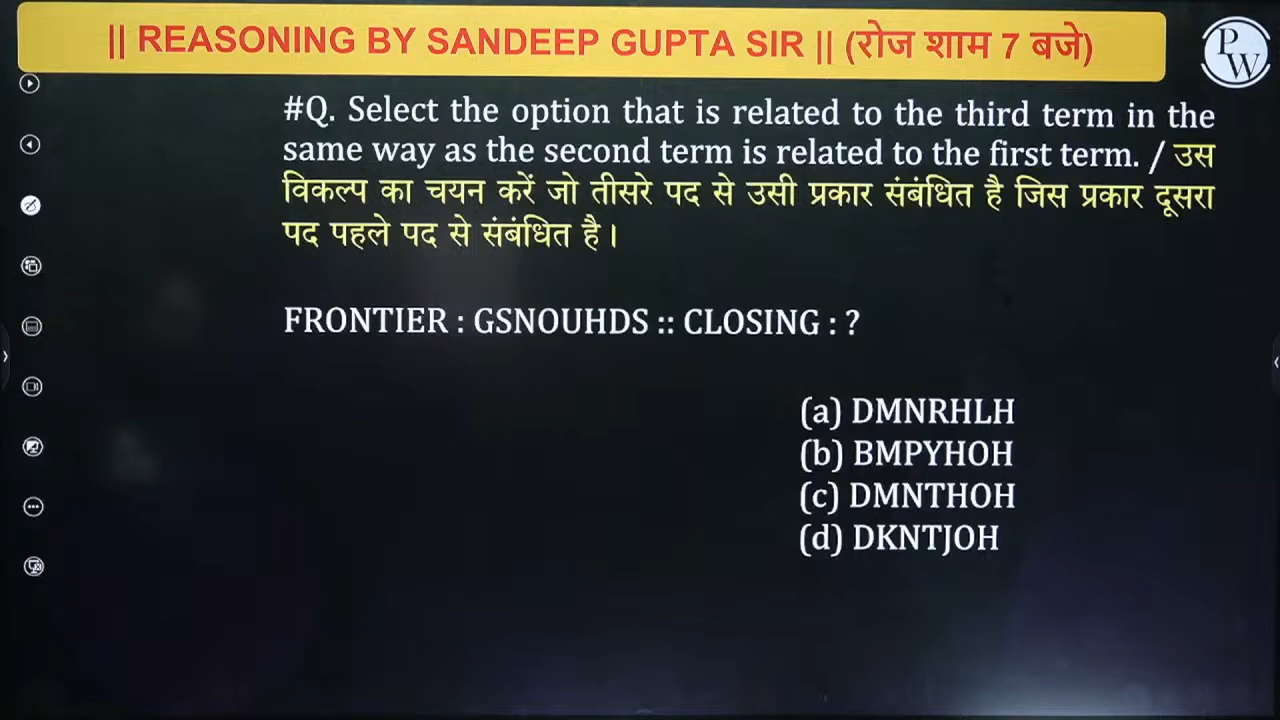 || REASONING BY SANDEEP GUPTA SIR || (रोज शाम 7 बजे)
PW
#Q. Select the option that is related to the third term in the
same way as the second term is related to the first term. / उस
विकल्प का चयन करें जो तीसरे पद से उसी प्रकार संबंधित है जिस प्रकार दूसरा
पद पहले पद से संबंधित है।
FRONTIER : GSNOUHDS :: CLOSING : ?
(a) DMNRHLH
(b) BMPYHOH
(c) DMNTHOH
(d) DKNTJOH